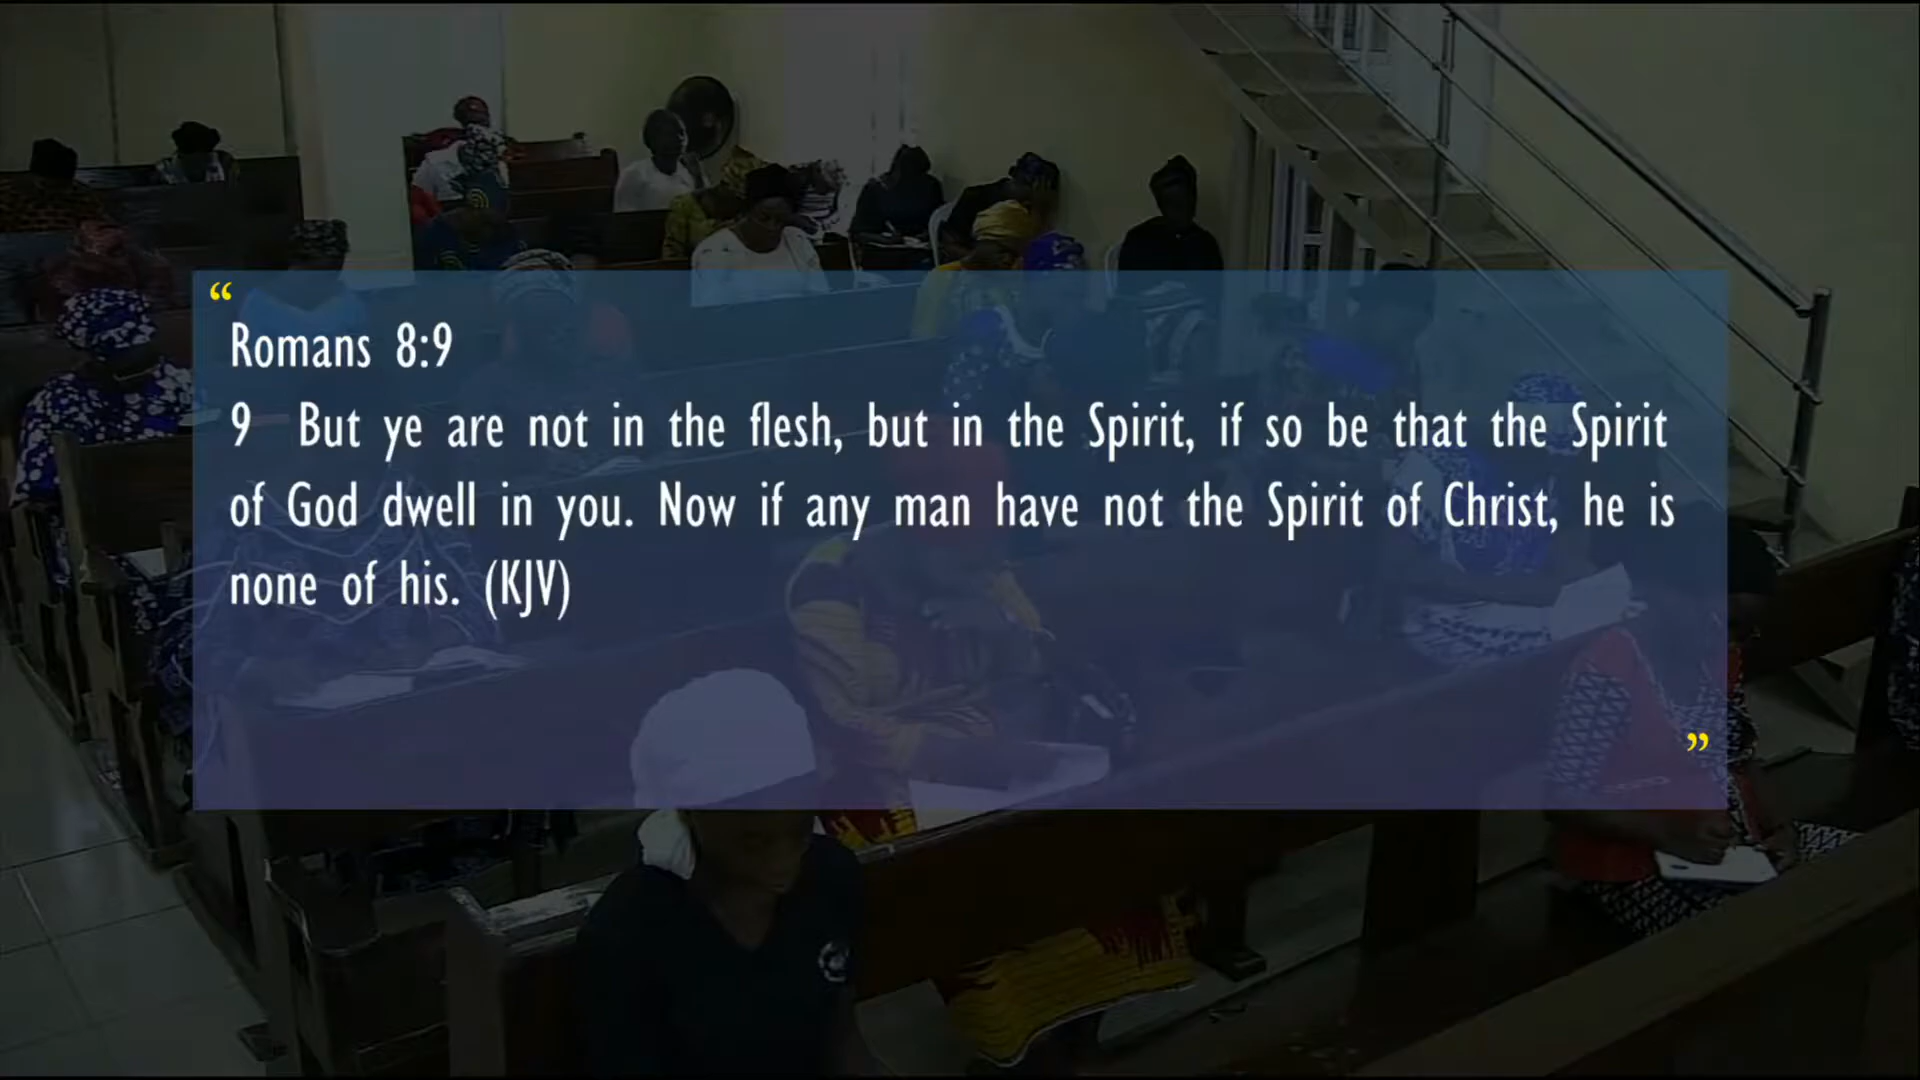 “
Romans 8:9
9 But ye are not in the flesh, but in the Spirit, if so be that the Spirit
of God dwell in you. Now if any man have not the Spirit of Christ, he is
none of his. (KJV)
”